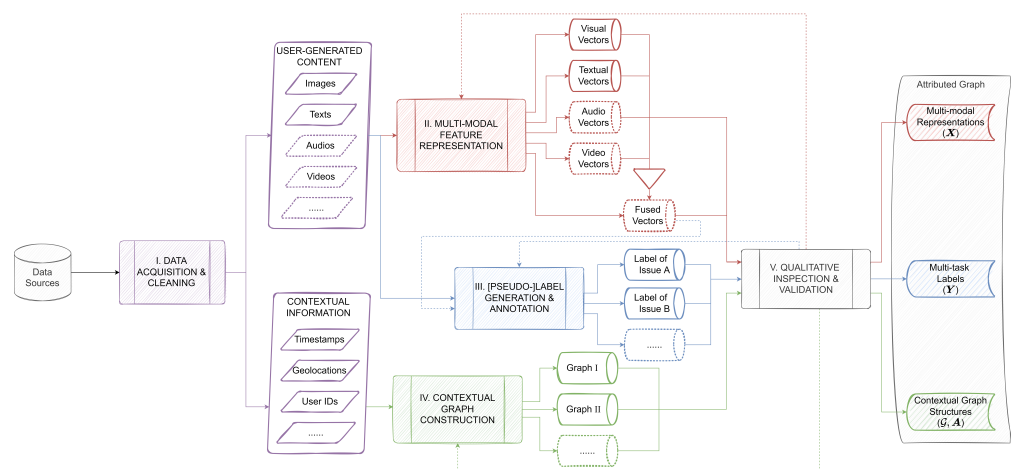 Data
Sources
I. DATA
ACQUISITION &
CLEANING
USER-GENERATED
CONTENT
Images
Texts
Audios
Videos
......
CONTEXTUAL
INFORMATION
Timestamps
Geolocations
User IDs
......
II. MULTI-MODAL
FEATURE
REPRESENTATION
Visual
Vectors
Textual
Vectors
Audio
Vectors
Video
Vectors
Fused
Vectors
III. [PSEUDO-]LABEL
GENERATION &
ANNOTATION
Label of
Issue A
Label of
Issue B
......
IV. CONTEXTUAL
GRAPH
CONSTRUCTION
Graph I
Graph II
......
V. QUALITATIVE
INSPECTION &
VALIDATION
Attributed Graph
Multi-modal
Representations
(X)
Multi-task
Labels
(Y)
Contextual Graph
Structures
(𝒢, A)